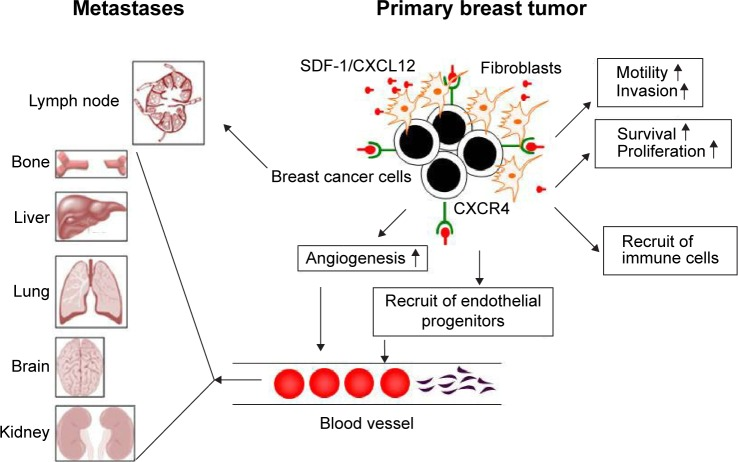 Metastases
Primary breast tumor
SDF-1/CXCL12
Fibroblasts
Motility
Invasion
Lymph node
Survival
Proliferation
Bone
Breast cancer cells
CXCR4
Liver
Angiogenesis
Recruit of
immune cells
Lung
Recruit of endothelial
progenitors
Brain
Blood vessel
Kidney